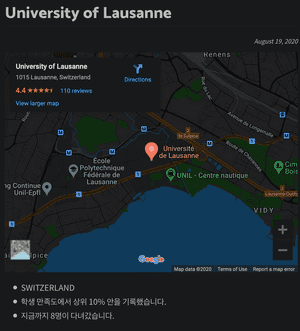 University of Lausanne
August 19, 2020
University of Lausanne
1015 Lausanne, Switzerland
4.4 ★★★★★ 110 reviews
View larger map
Directions
Renens
Avenue de Longemalle
Route de Chavannes
St-Sulpice
Université
de Lausanne
École
Polytechnique
Fédérale de
Lausanne
UNIL - Centre nautique
Cim
Bois
ng Continue
Unil-Epfl
Lausanne-Ouchy
VIDY
Google
Map data ©2020 Terms of Use Report a map error
• SWITZERLAND
• 학생 만족도에서 상위 10% 안을 기록했습니다.
• 지금까지 8명이 다녀갔습니다.